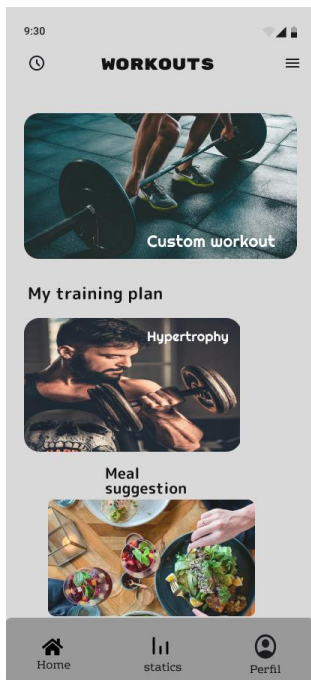 9:30
WORKOUTS
Custom workout
My training plan
Hypertrophy
Meal
suggestion
Home
statics
Perfil